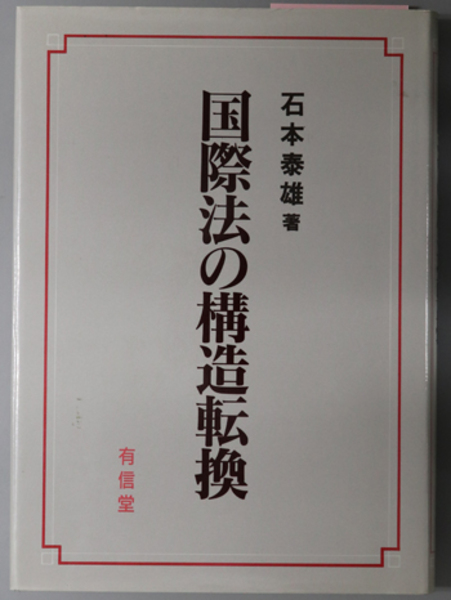 石本泰雄 著
国際法の構造転換
有信堂